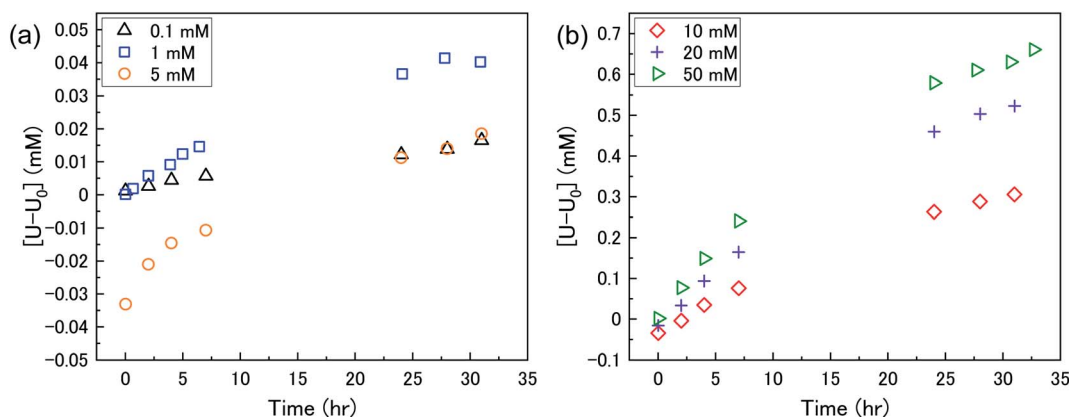 (a)
0.1 mM
1 mM
5 mM
0.05
0.04
0.03
0.02
0.01
0
-0.01
-0.02
-0.03
-0.04
-0.05
[U-U₀] (mM)
0 5 10 15 20 25 30 35
Time (hr)
(b)
10 mM
20 mM
50 mM
0.7
0.6
0.5
0.4
0.3
0.2
0.1
0
-0.1
[U-U₀] (mM)
0 5 10 15 20 25 30 35
Time (hr)